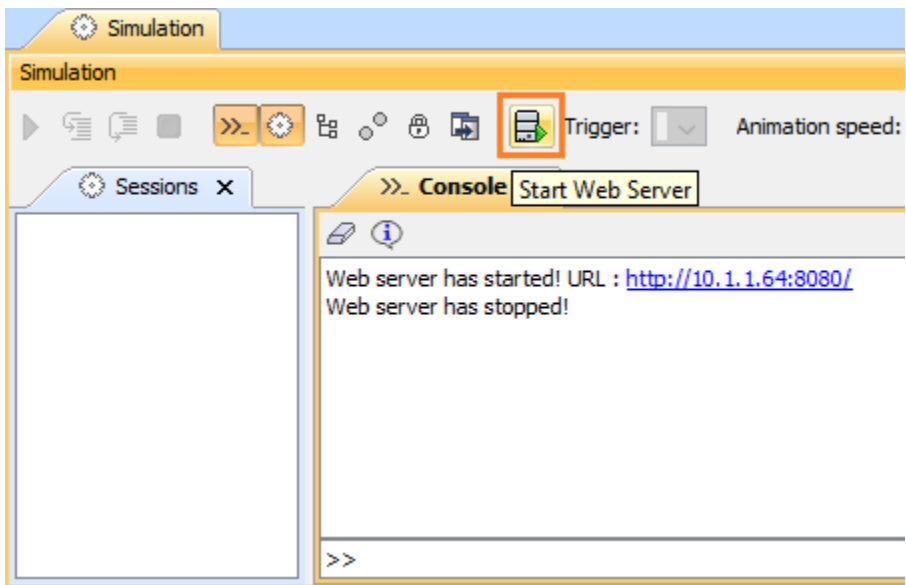 Simulation
Simulation
Trigger: Animation speed:
Sessions X
>>_ Console
Start Web Server
Web server has started! URL : http://10.1.1.64:8080/
Web server has stopped!
>>